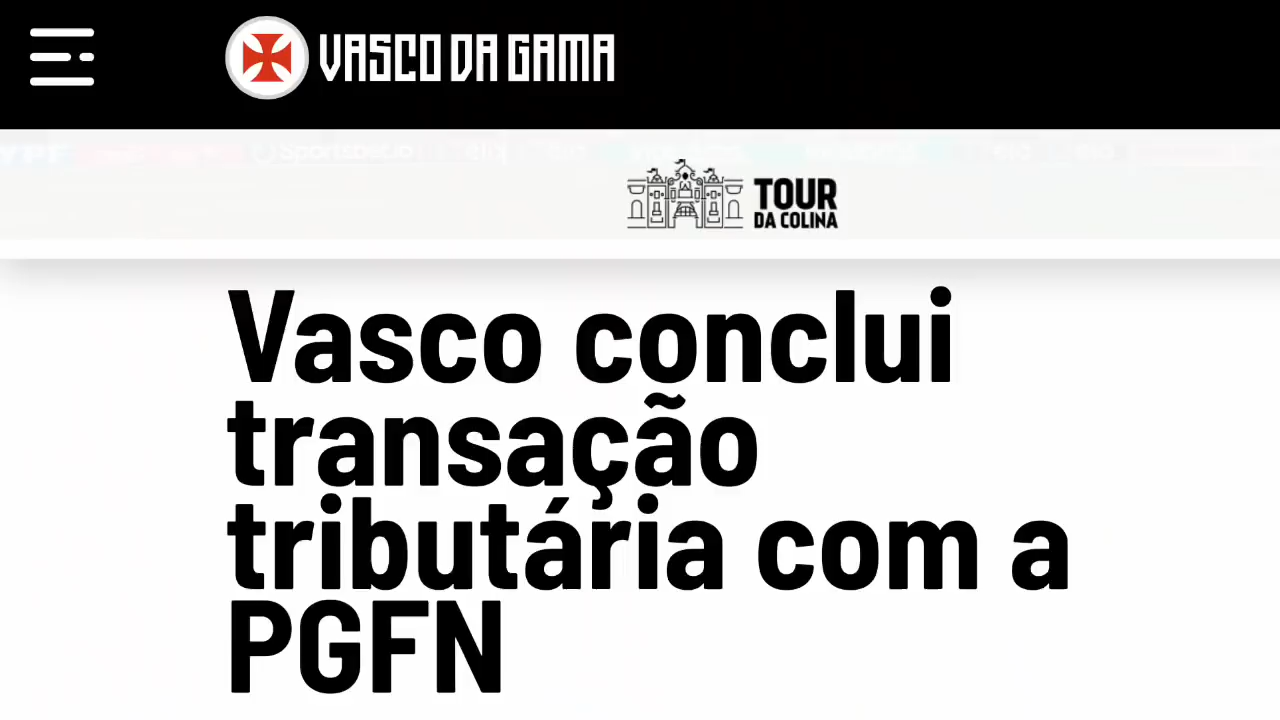 VASCO DA GAMA
TOUR
DA COLINA
Vasco conclui
transação
tributária com a
PGFN